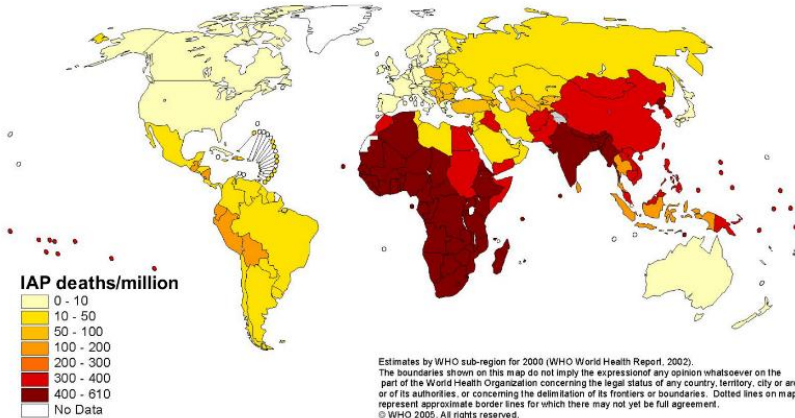 IAP deaths/million
0 - 10
10 - 50
50 - 100
100 - 200
200 - 300
300 - 400
400 - 610
No Data
Estimates by WHO sub-region for 2000 (WHO World Health Report, 2002).
The boundaries shown on this map do not imply the expressionof any opinion whatsoever on the
part of the World Health Organization concerning the legal status of any country, territory, city or are
or of its authorities, or concerning the delimitation of its frontiers or boundaries. Dotted lines on map
represent approximate border lines for which there may not yet be full agreement.
© WHO 2005. All rights reserved.